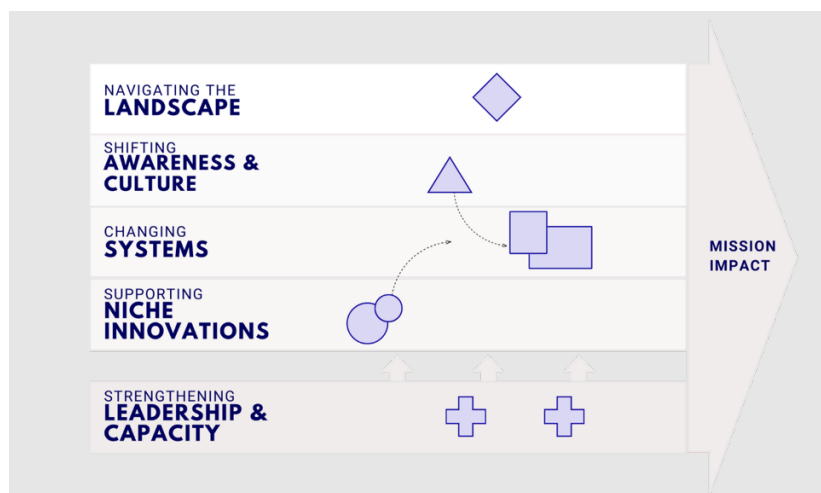 NAVIGATING THE
LANDSCAPE
SHIFTING
AWARENESS &
CULTURE
CHANGING
SYSTEMS
SUPPORTING
NICHE
INNOVATIONS
STRENGTHENING
LEADERSHIP &
CAPACITY
MISSION
IMPACT